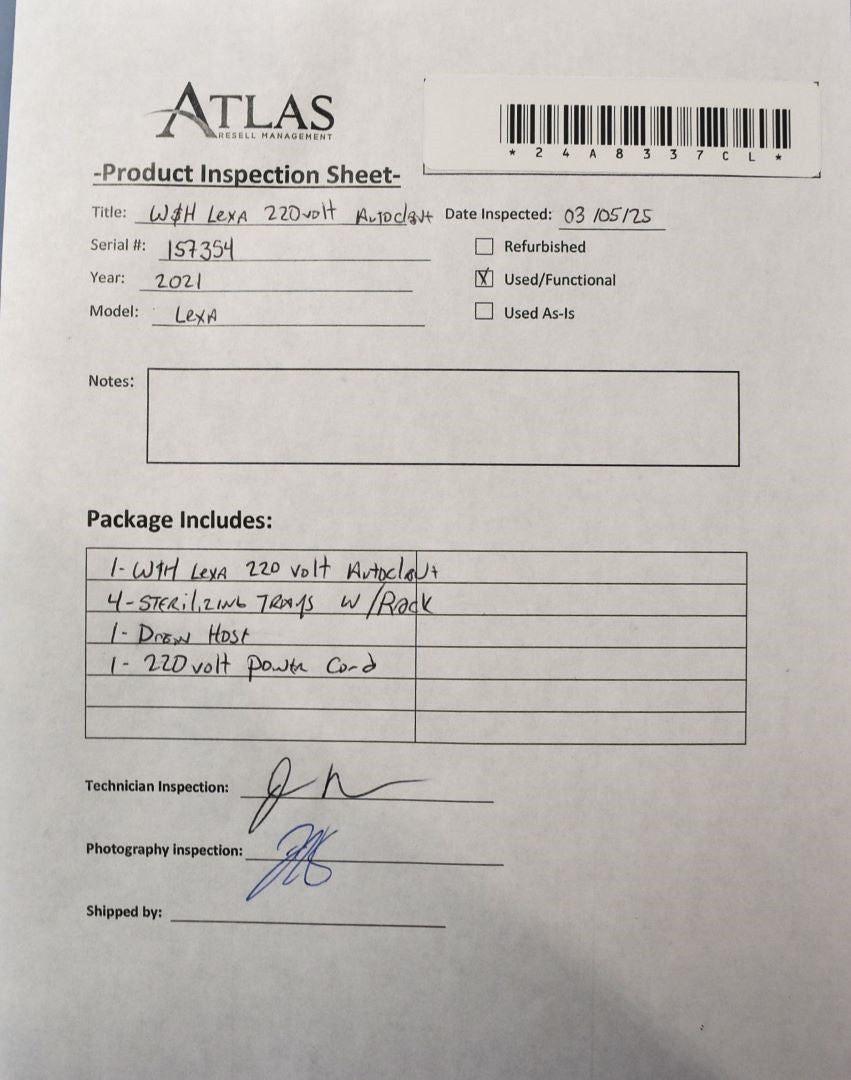 ATLAS
RESELL MANAGEMENT
* 2 4 A 8 3 3 7 C L *
-Product Inspection Sheet-
Title: W&H LexA 220volt Autoclave Date Inspected: 03/05/25
Serial #: 157354
Refurbished
Year: 2021
X Used/Functional
Model: LexA
Used As-Is
Notes:
Package Includes:
1- W&H LexA 220 volt Autoclave
4- STERilizing TRAYS W/Rack
1- Drain Hose
1- 220volt Power Cord
Technician Inspection:
Photography inspection:
Shipped by: